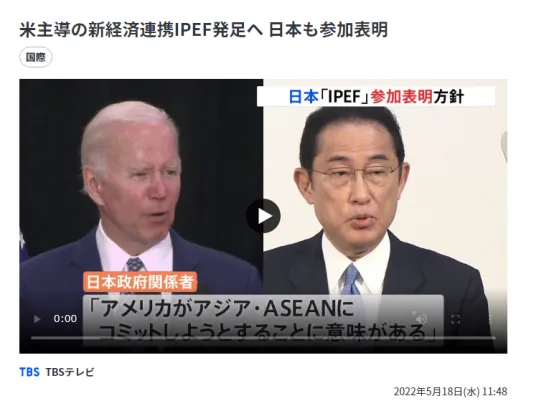 米主導の新経済連携IPEF発足へ 日本も参加表明
国際
日本「IPEF」参加表明方針
日本政府関係者
「アメリカがアジア・ASEANに
コミットしようとすることに意味がある」
0:00
TBS TBSテレビ
2022年5月18日(水) 11:48